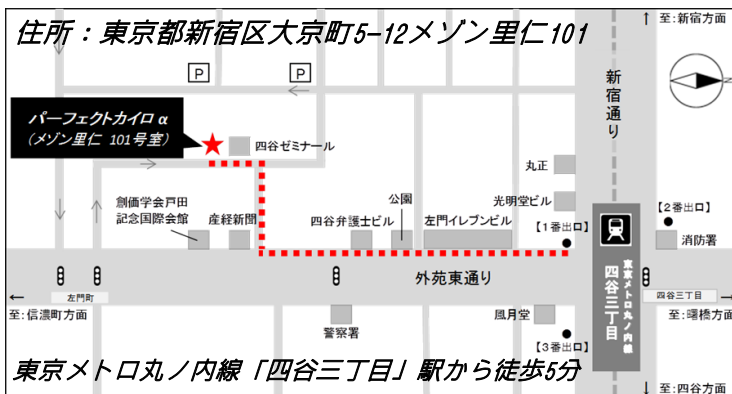 住所：東京都新宿区大京町5-12メゾン里仁101
至:新宿方面
P
P
新宿通り
パーフェクトカイロα
(メゾン里仁 101号室)
四谷ゼミナール
丸正
創価学会戸田
記念国際会館
産経新聞
四谷弁護士ビル
公園
左門イレブンビル
光明堂ビル
【1番出口】
【2番出口】
消防署
外苑東通り
東京メトロ丸ノ内線
四谷三丁目
左門町
四谷三丁目
至:信濃町方面
至:曙橋方面
警察署
風月堂
【3番出口】
東京メトロ丸ノ内線「四谷三丁目」駅から徒歩5分
至:四谷方面